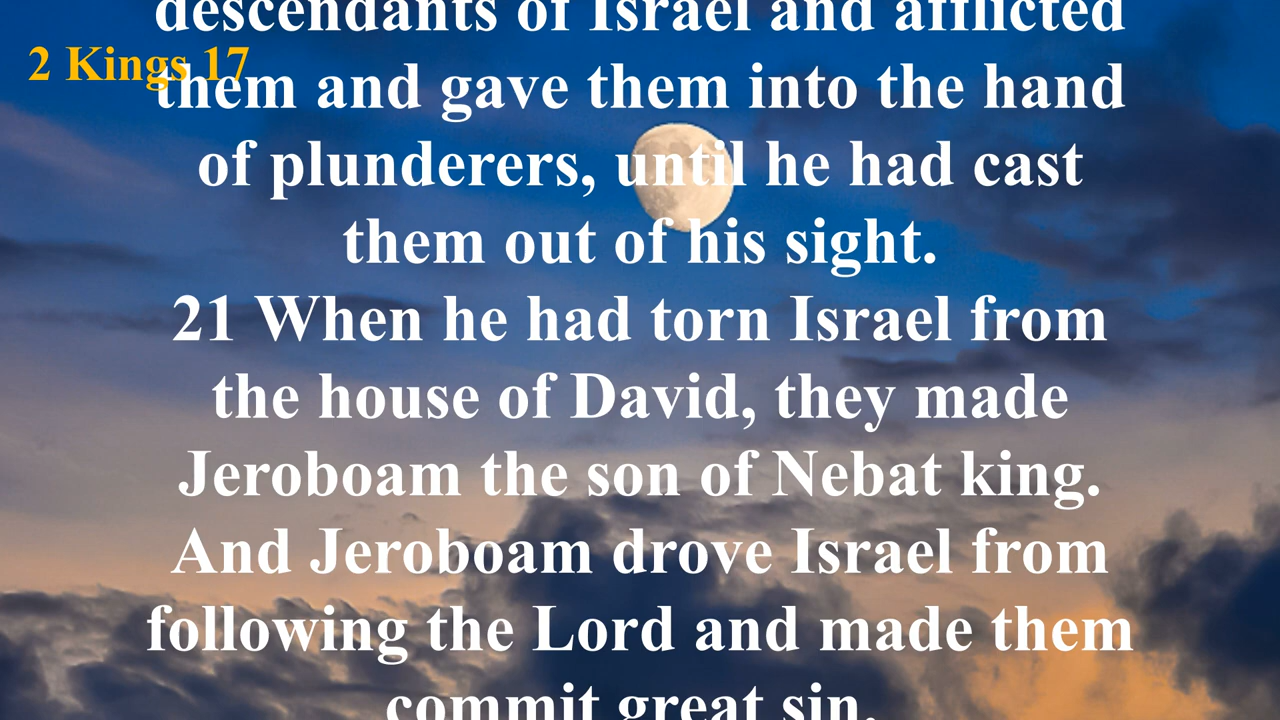 descendants of Israel and afflicted
2 Kings 17
them and gave them into the hand
of plunderers, until he had cast
them out of his sight.
21 When he had torn Israel from
the house of David, they made
Jeroboam the son of Nebat king.
And Jeroboam drove Israel from
following the Lord and made them
commit great sin.